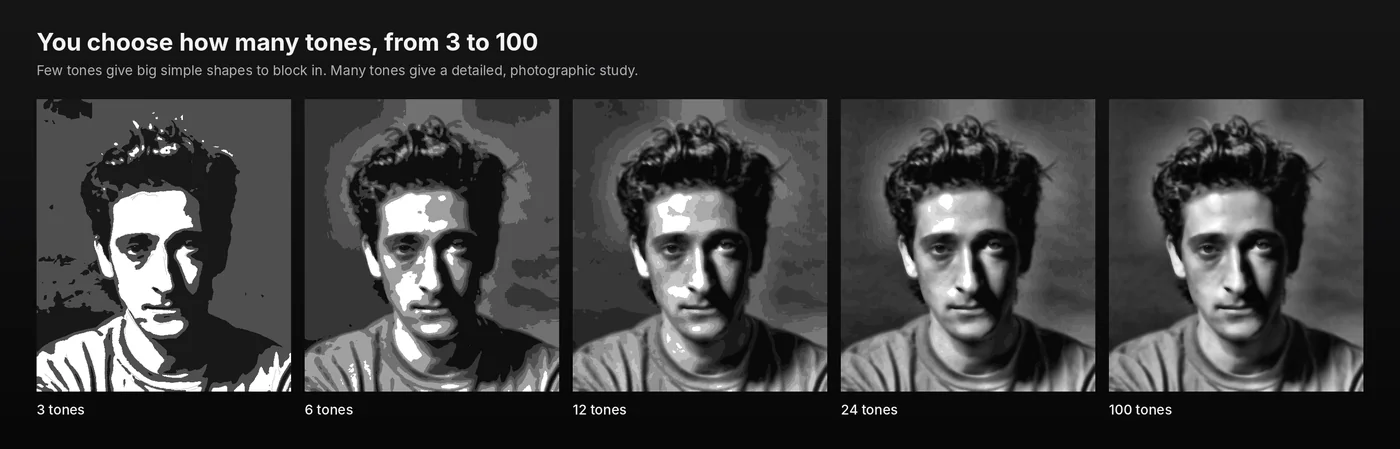 You choose how many tones, from 3 to 100
Few tones give big simple shapes to block in. Many tones give a detailed, photographic study.
3 tones
6 tones
12 tones
24 tones
100 tones